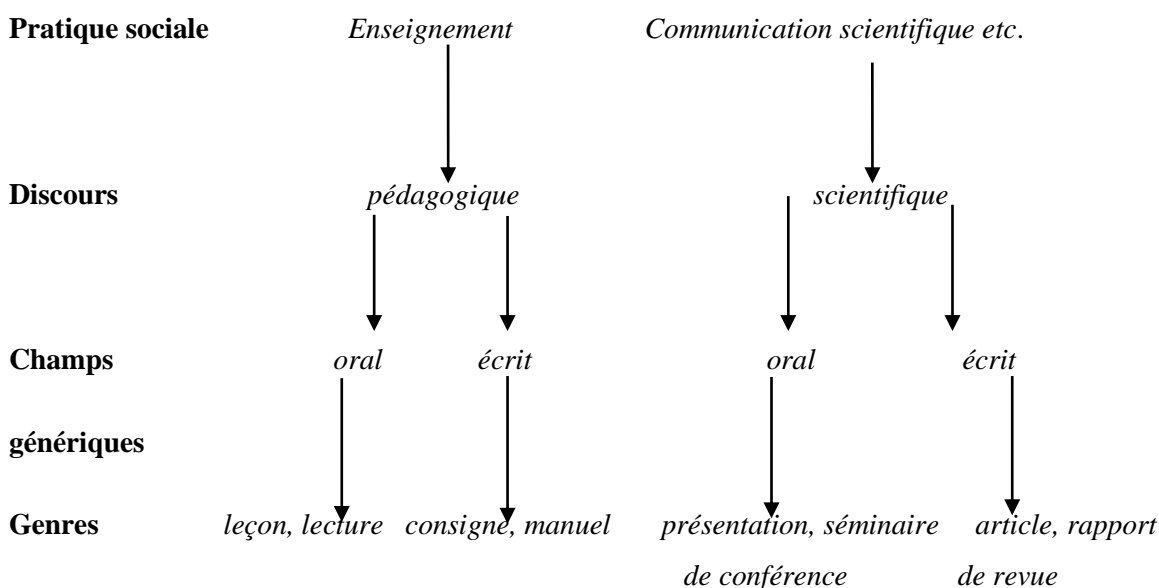 Pratique sociale Enseignement Communication scientifique etc.
Discours pédagogique scientifique
Champs oral écrit oral écrit
génériques
Genres leçon, lecture consigne, manuel présentation, séminaire article, rapport
de conférence de revue